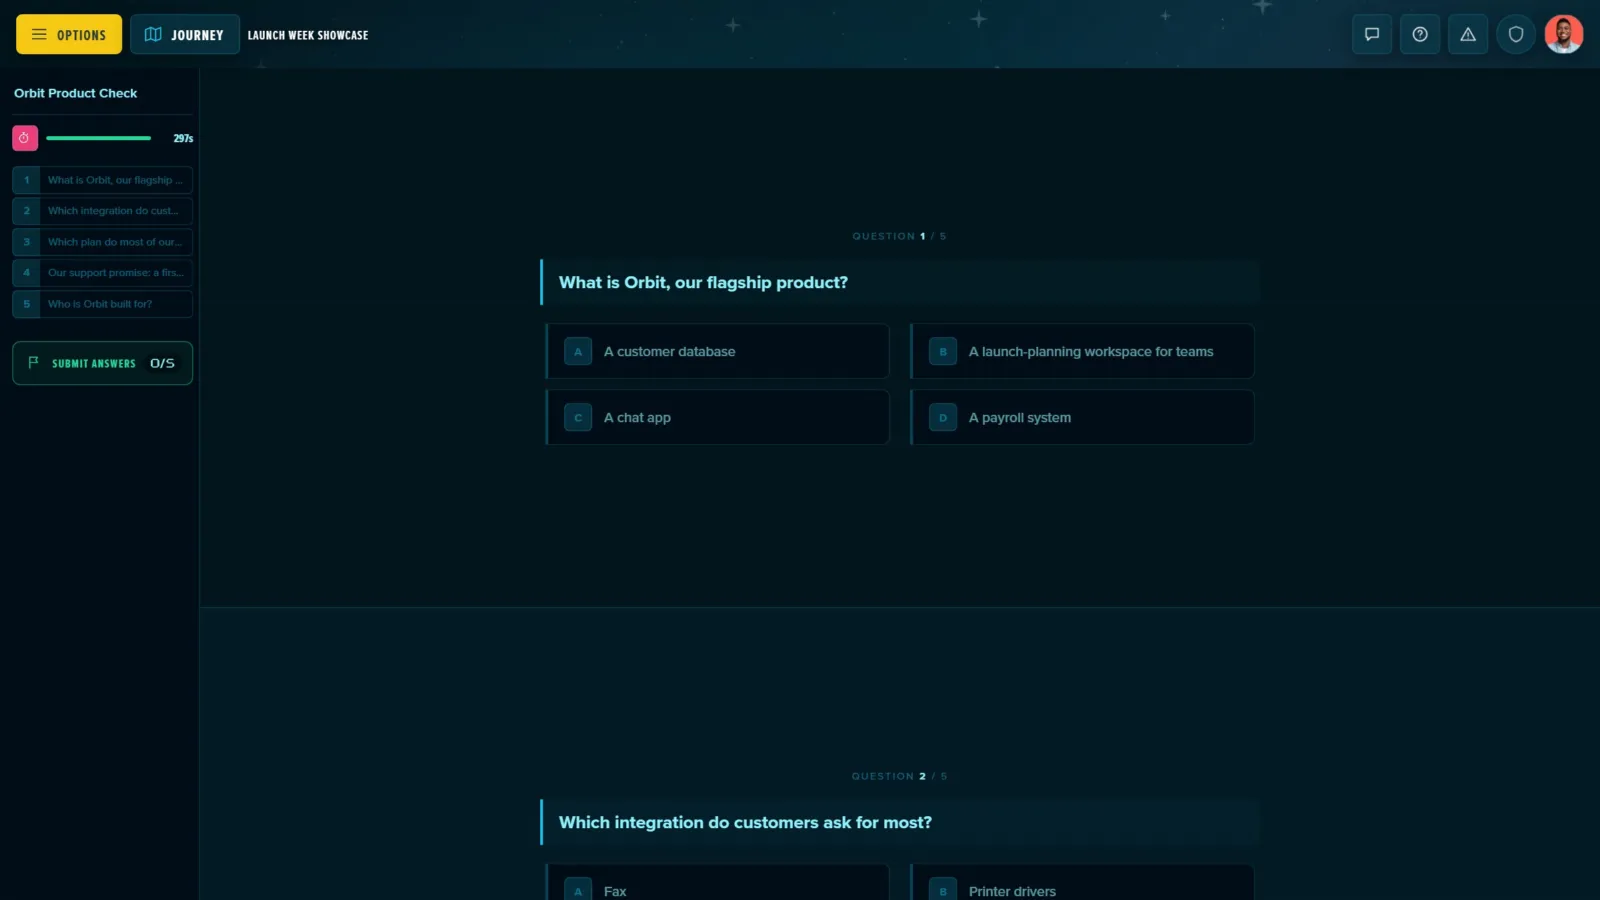 OPTIONS
JOURNEY
LAUNCH WEEK SHOWCASE
Orbit Product Check
297s
1 What is Orbit, our flagship ...
2 Which integration do cust...
3 Which plan do most of our...
4 Our support promise: a firs...
5 Who is Orbit built for?
SUBMIT ANSWERS 0/5
QUESTION 1 / 5
What is Orbit, our flagship product?
A A customer database
B A launch-planning workspace for teams
C A chat app
D A payroll system
QUESTION 2 / 5
Which integration do customers ask for most?
A Fax
B Printer drivers